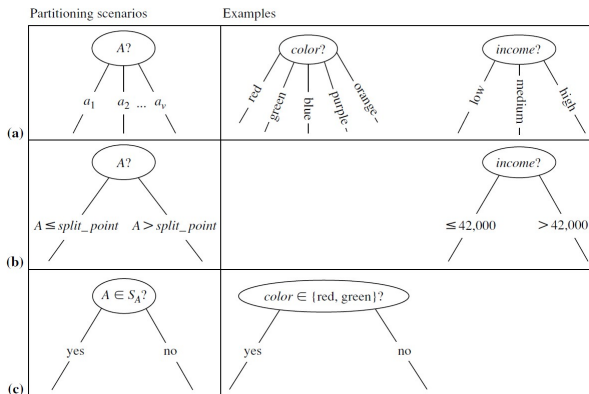 Partitioning scenarios
Examples
A?
a1 a2 ... av
color?
red green blue purple orange
income?
low medium high
(a)
A?
A ≤ split_point A > split_point
income?
≤ 42,000 > 42,000
(b)
A ∈ SA?
yes no
color ∈ {red, green}?
yes no
(c)